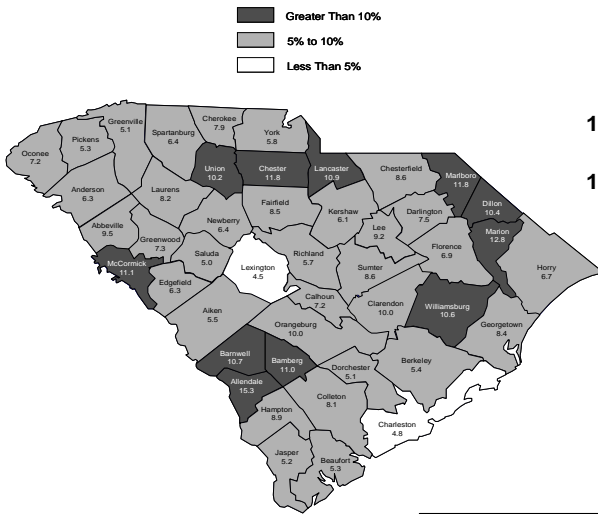 Greater Than 10%
5% to 10%
Less Than 5%
1
1
Oconee
7.2
Pickens
5.3
Greenville
5.1
Spartanburg
6.4
Cherokee
7.9
York
5.8
Union
10.2
Chester
11.8
Lancaster
10.9
Chesterfield
8.6
Marlboro
11.8
Dillon
10.4
Anderson
6.3
Laurens
8.2
Fairfield
8.5
Kershaw
6.1
Darlington
7.5
Marion
12.8
Abbeville
9.5
Greenwood
7.3
Newberry
6.4
Lee
9.2
Florence
6.9
Horry
6.7
McCormick
11.1
Saluda
5.0
Lexington
4.5
Richland
5.7
Sumter
8.6
Edgefield
6.3
Calhoun
7.2
Clarendon
10.0
Williamsburg
10.6
Georgetown
8.4
Aiken
5.5
Orangeburg
10.0
Barnwell
10.7
Bamberg
11.0
Dorchester
5.1
Berkeley
5.4
Allendale
15.3
Hampton
8.9
Colleton
8.1
Charleston
4.8
Jasper
5.2
Beaufort
5.3